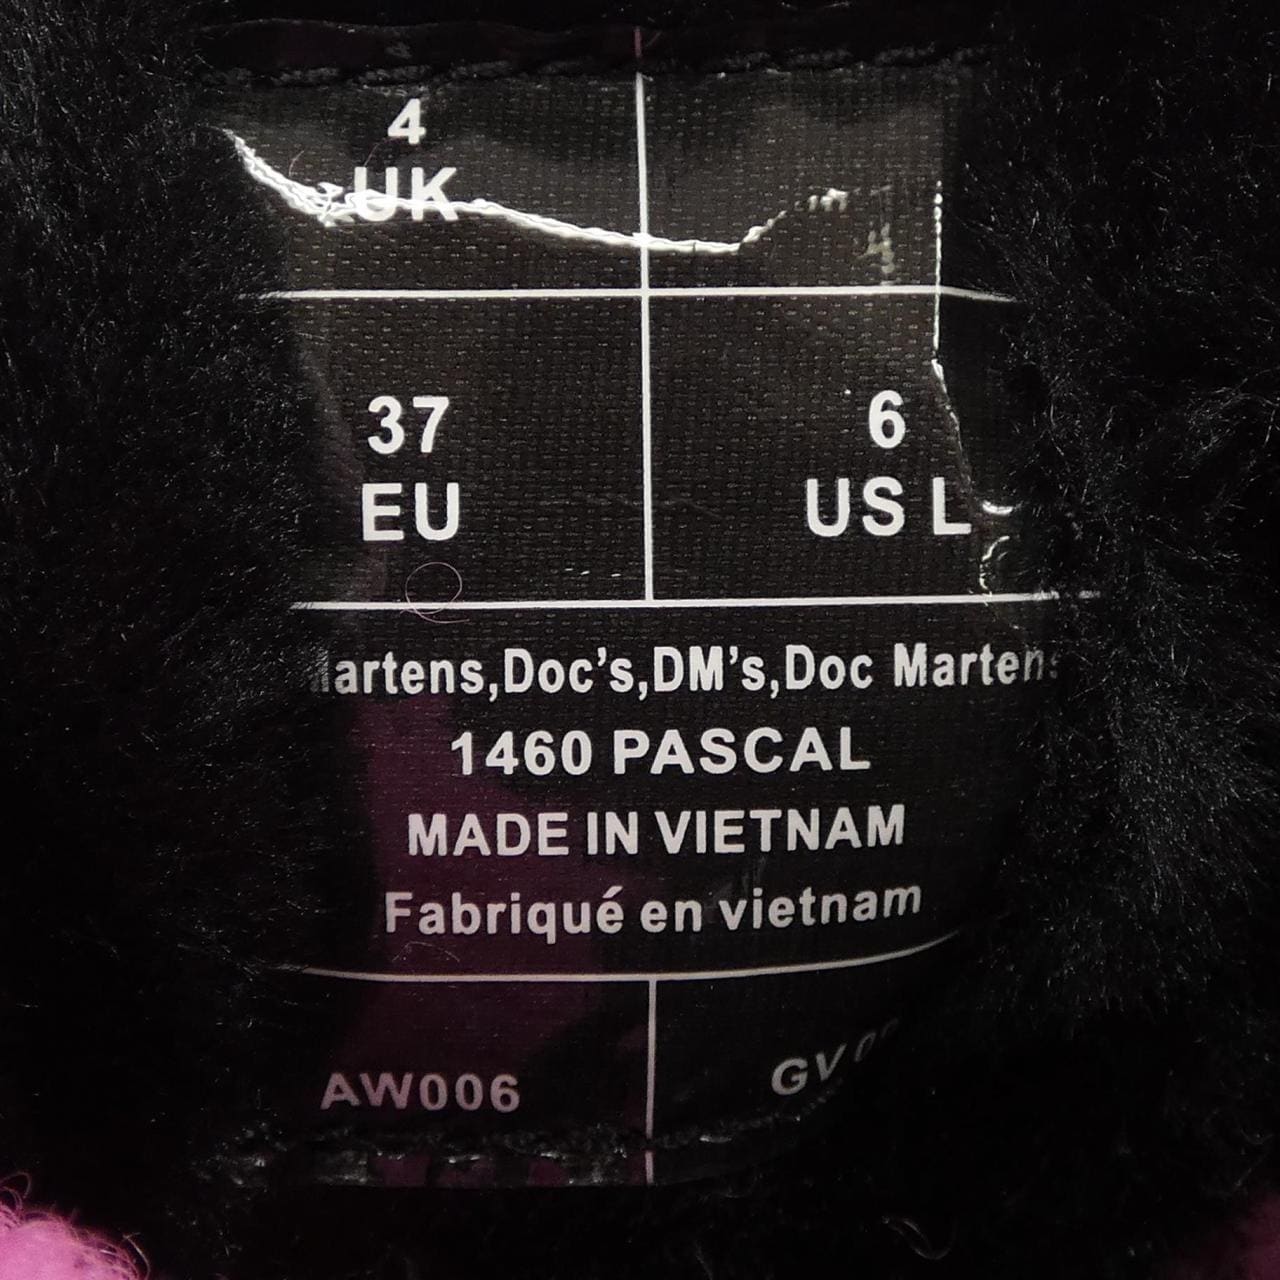 4
UK
37
EU
6
US L
Martens,Doc's,DM's,Doc Martens
1460 PASCAL
MADE IN VIETNAM
Fabriqué en vietnam
AW006